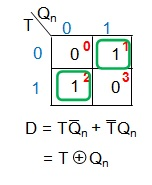 T Qn 0 1
0 0 0 1 1
1 1 2 0 3
D = TQ̅n + T̅Qn
= T ⊕ Qn